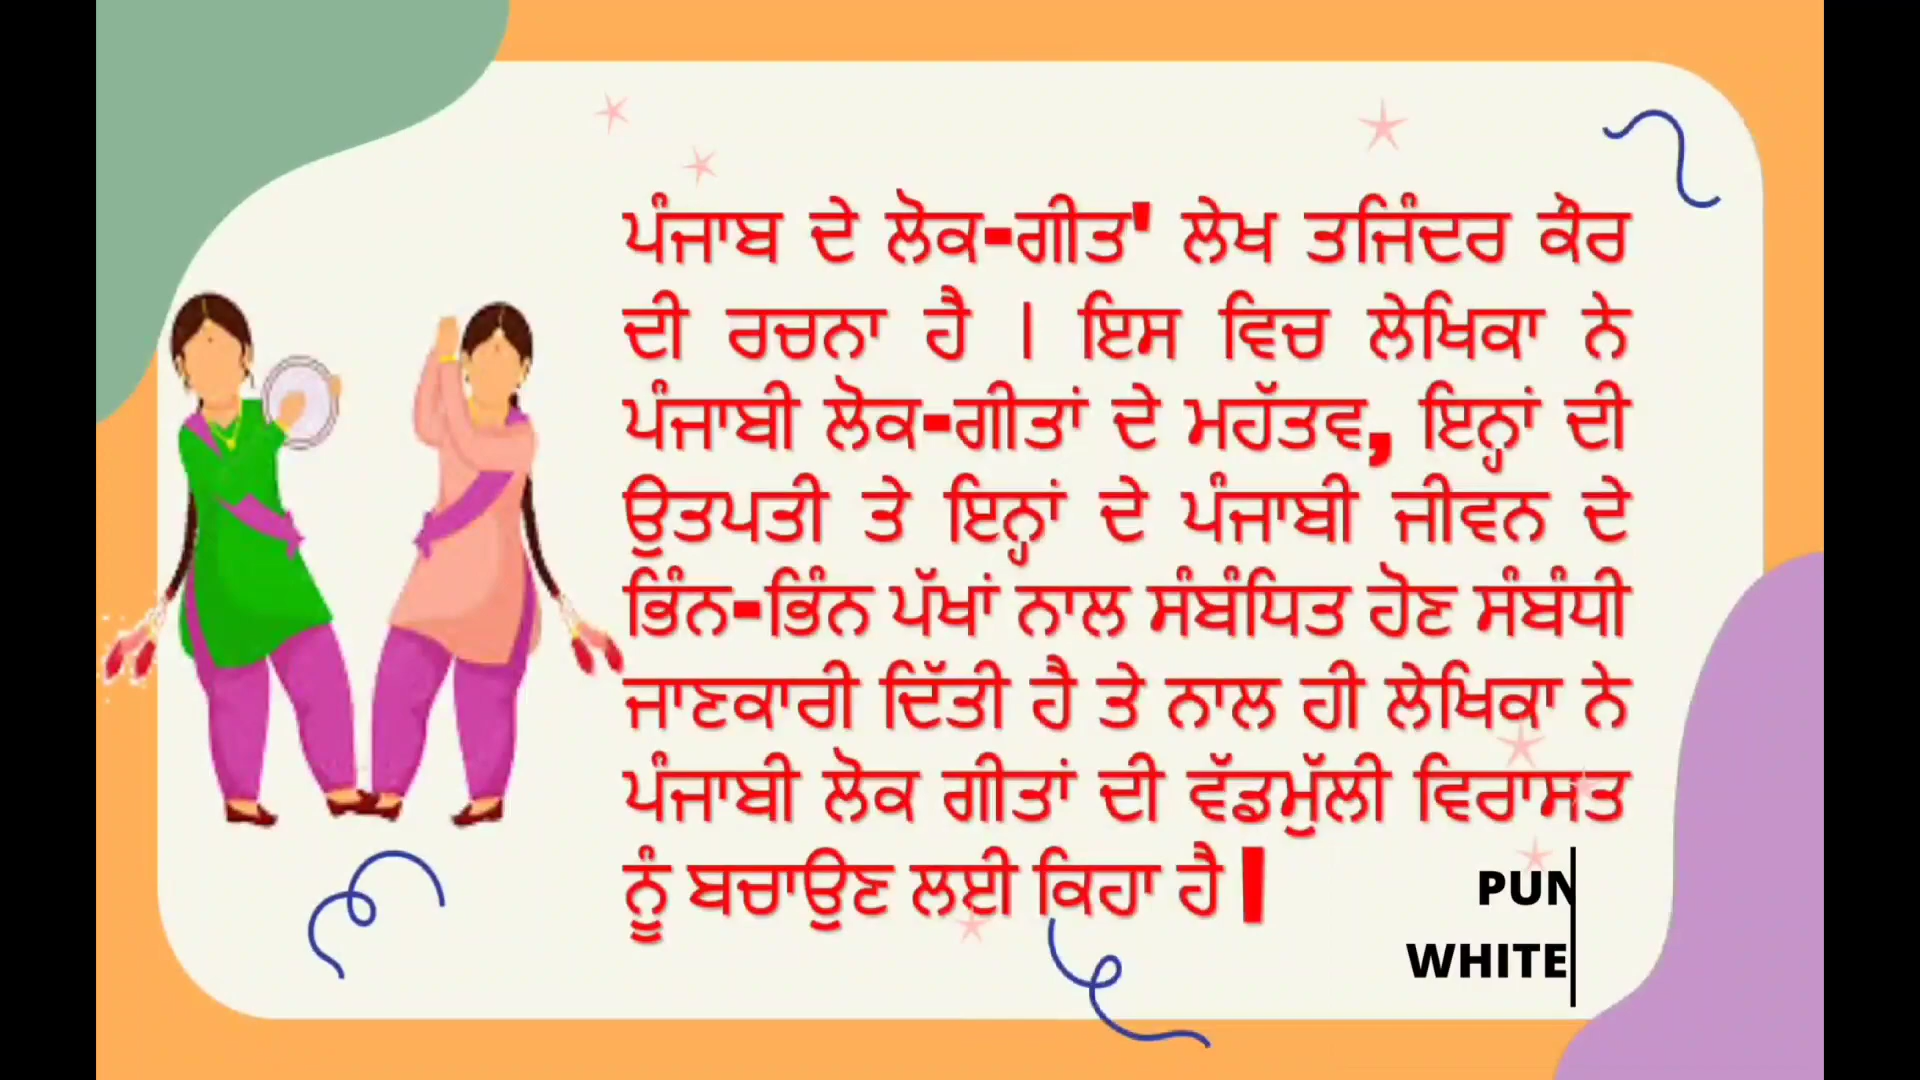 ਪੰਜਾਬ ਦੇ ਲੋਕ-ਗੀਤ' ਲੇਖ ਤਜਿੰਦਰ ਕੌਰ
ਦੀ ਰਚਨਾ ਹੈ । ਇਸ ਵਿਚ ਲੇਖਿਕਾ ਨੇ
ਪੰਜਾਬੀ ਲੋਕ-ਗੀਤਾਂ ਦੇ ਮਹੱਤਵ, ਇਨ੍ਹਾਂ ਦੀ
ਉਤਪਤੀ ਤੇ ਇਨ੍ਹਾਂ ਦੇ ਪੰਜਾਬੀ ਜੀਵਨ ਦੇ
ਭਿੰਨ-ਭਿੰਨ ਪੱਖਾਂ ਨਾਲ ਸੰਬੰਧਿਤ ਹੋਣ ਸੰਬੰਧੀ
ਜਾਣਕਾਰੀ ਦਿੱਤੀ ਹੈ ਤੇ ਨਾਲ ਹੀ ਲੇਖਿਕਾ ਨੇ
ਪੰਜਾਬੀ ਲੋਕ ਗੀਤਾਂ ਦੀ ਵੱਡਮੁੱਲੀ ਵਿਰਾਸਤ
ਨੂੰ ਬਚਾਉਣ ਲਈ ਕਿਹਾ ਹੈ |
PUN
WHITE